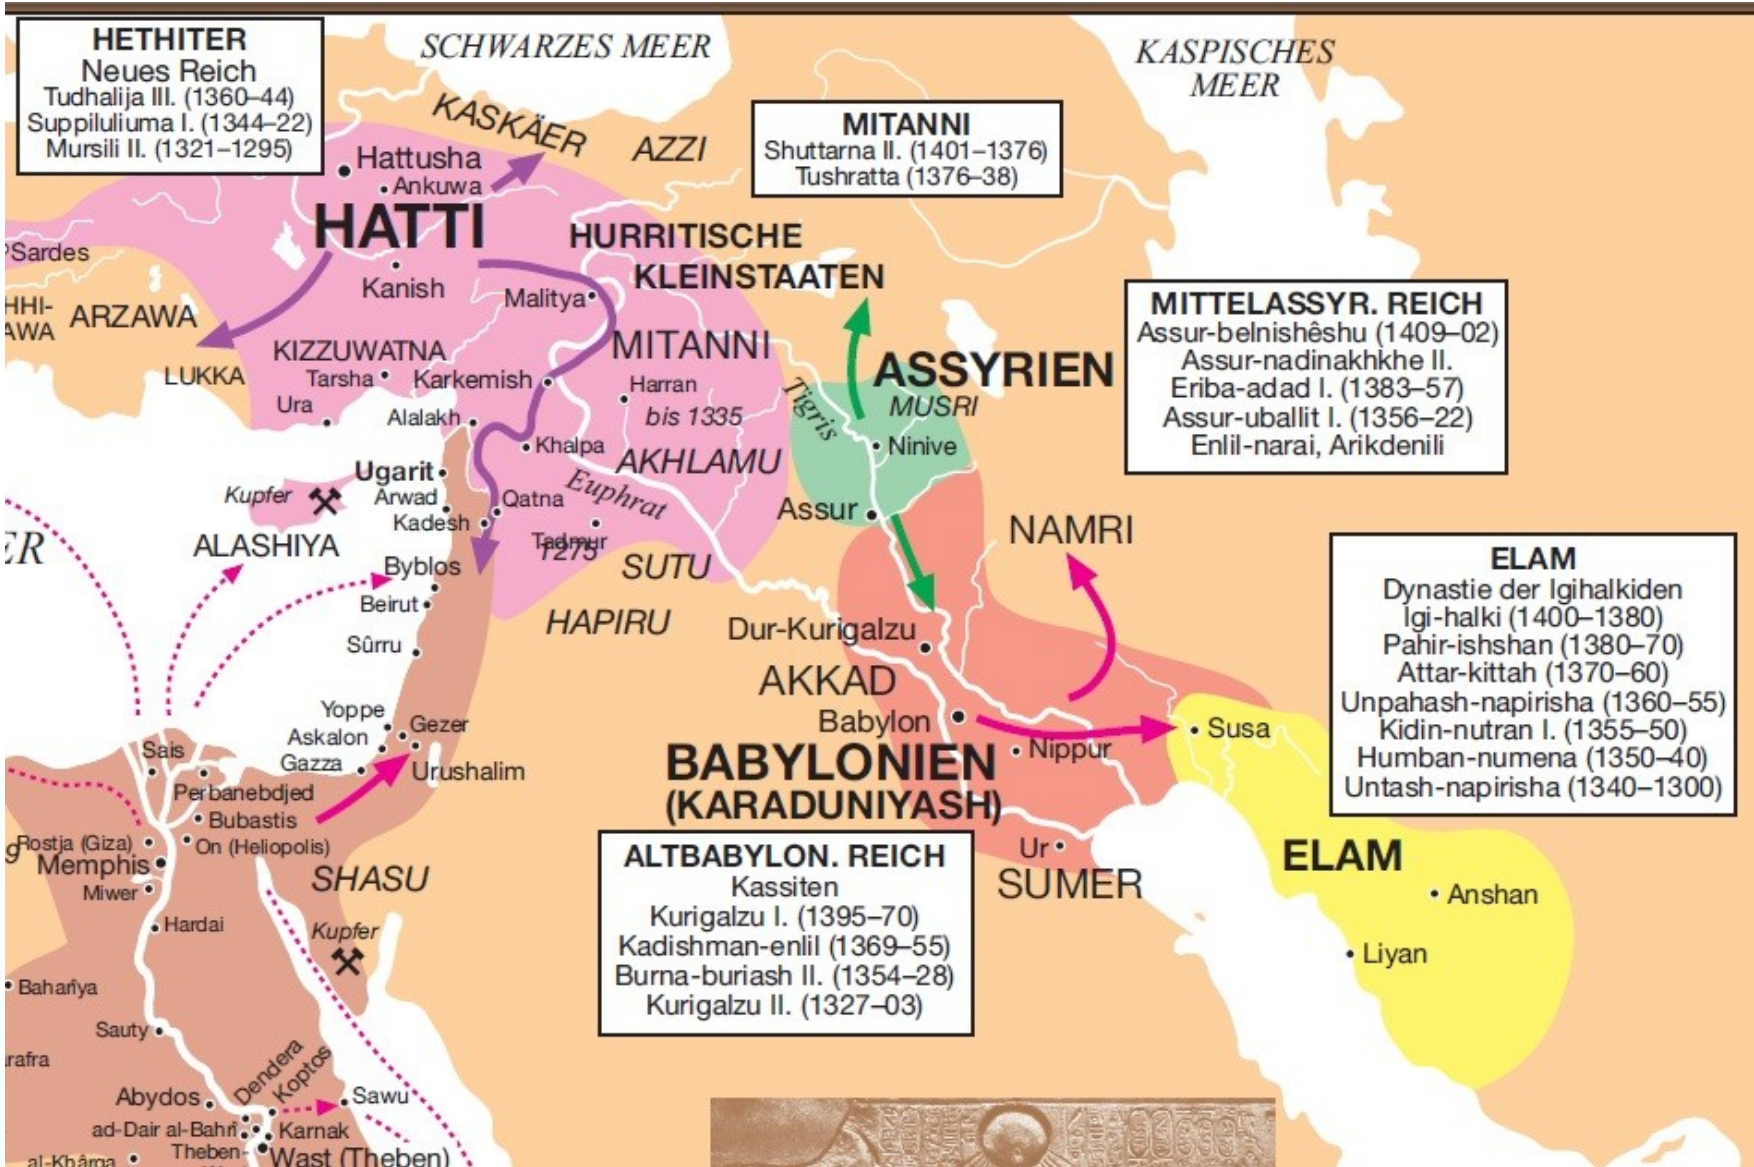 HETHITER
Neues Reich
Tudhalija III. (1360–44)
Suppiluliuma I. (1344–22)
Mursili II. (1321–1295)
SCHWARZES MEER
KASPISCHES
MEER
KASKÄER
AZZI
MITANNI
Shuttarna II. (1401–1376)
Tushratta (1376–38)
Hattusha
Ankuwa
HATTI
HURRITISCHE
KLEINSTAATEN
Sardes
Kanish
Malitya
HHI-
AWA
ARZAWA
KIZZUWATNA
MITANNI
LUKKA
Tarsha
Karkemish
Harran
bis 1335
Ura
Alalakh
Khalpa
AKHLAMU
Tigris
ASSYRIEN
MUSRI
Ninive
MITTELASSYR. REICH
Assur-belnishêshu (1409–02)
Assur-nadinakhkhe II.
Eriba-adad I. (1383–57)
Assur-uballit I. (1356–22)
Enlil-narai, Arikdenili
Ugarit
Kupfer
Arwad
Qatna
Euphrat
Kadesh
Tadmur
1275
Assur
NAMRI
ER
ALASHIYA
Byblos
SUTU
Beirut
HAPIRU
Dur-Kurigalzu
Sûrru
AKKAD
Babylon
ELAM
Dynastie der Igihalkiden
Igi-halki (1400–1380)
Pahir-ishshan (1380–70)
Attar-kittah (1370–60)
Unpahash-napirisha (1360–55)
Kidin-nutran I. (1355–50)
Humban-numena (1350–40)
Untash-napirisha (1340–1300)
Yoppe
Gezer
Askalon
Gazza
Urushalim
Susa
Nippur
BABYLONIEN
(KARADUNIYASH)
Sais
Perbanebdjed
Bubastis
Rostja (Giza)
On (Heliopolis)
Memphis
Miwer
SHASU
Hardai
Kupfer
ALTBABYLON. REICH
Kassiten
Kurigalzu I. (1395–70)
Kadishman-enlil (1369–55)
Burna-buriash II. (1354–28)
Kurigalzu II. (1327–03)
Ur
SUMER
ELAM
Anshan
Liyan
Baharîya
Sauty
arafra
Dendera
Koptos
Abydos
Sawu
ad-Dair al-Bahrî
Karnak
Theben-
Wast (Theben)
al-Khârga